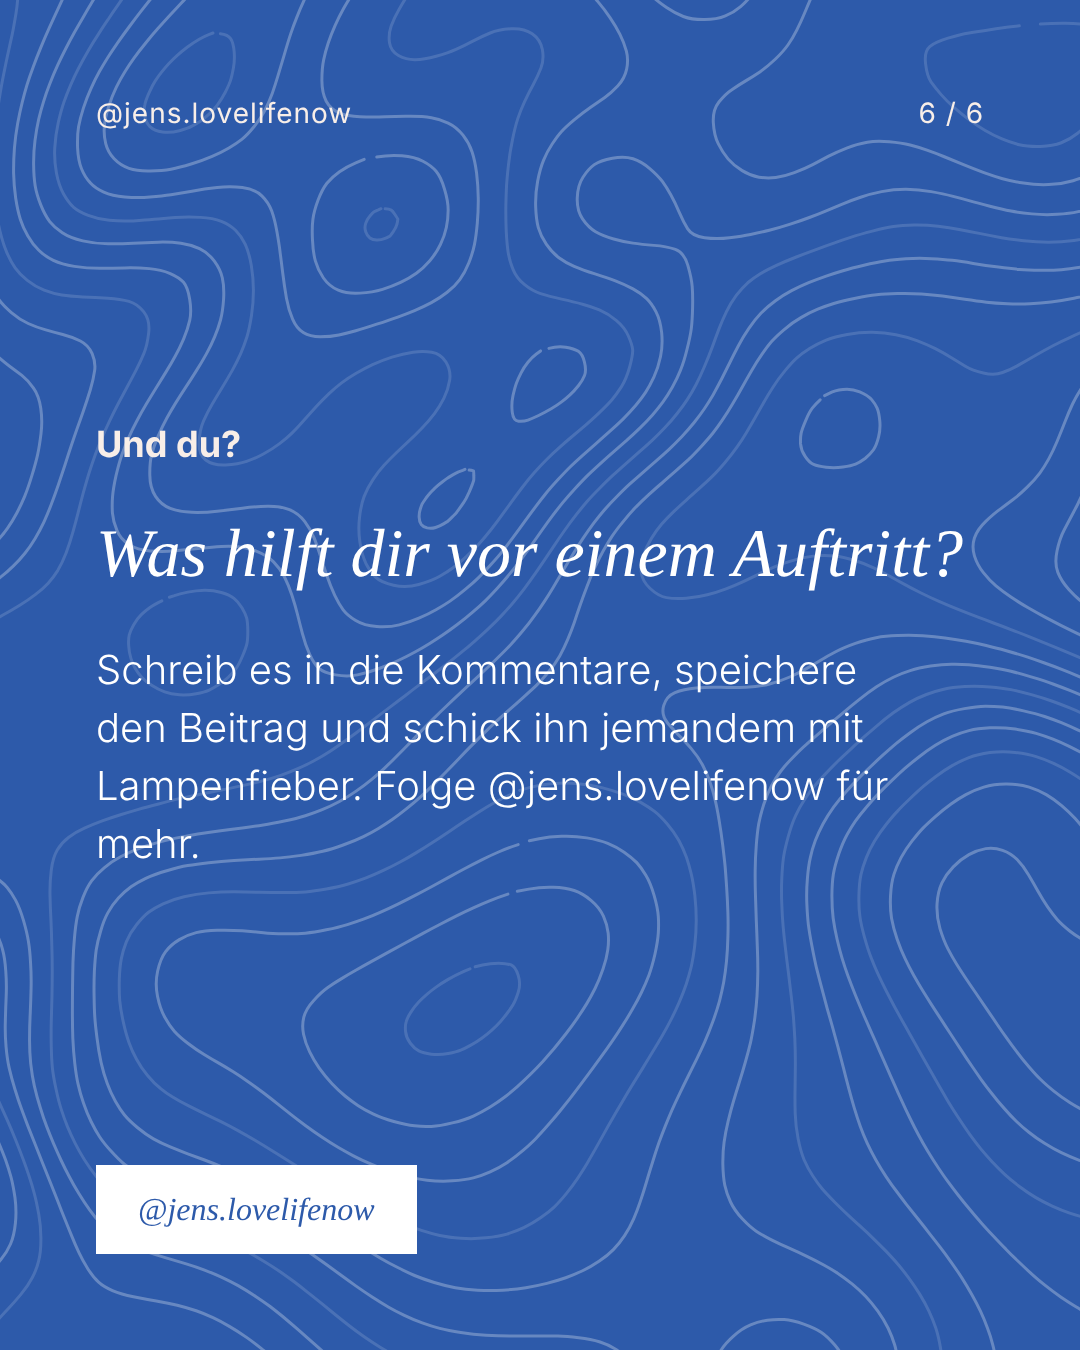 @jens.lovelifenow
6 / 6
Und du?
Was hilft dir vor einem Auftritt?
Schreib es in die Kommentare, speichere
den Beitrag und schick ihn jemandem mit
Lampenfieber. Folge @jens.lovelifenow für
mehr.
@jens.lovelifenow